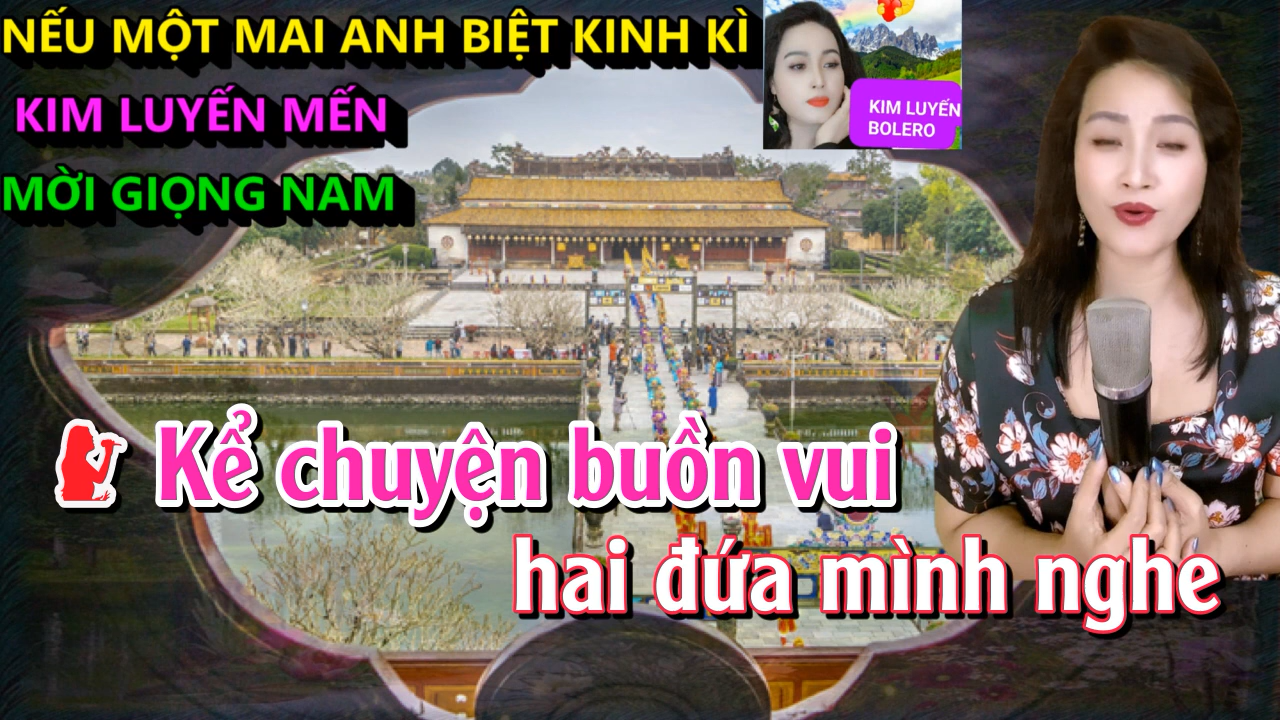 NẾU MỘT MAI ANH BIỆT KINH KÌ
KIM LUYẾN MẾN
MỜI GIỌNG NAM
KIM LUYẾN
BOLERO
Kể chuyện buồn vui
hai đứa mình nghe